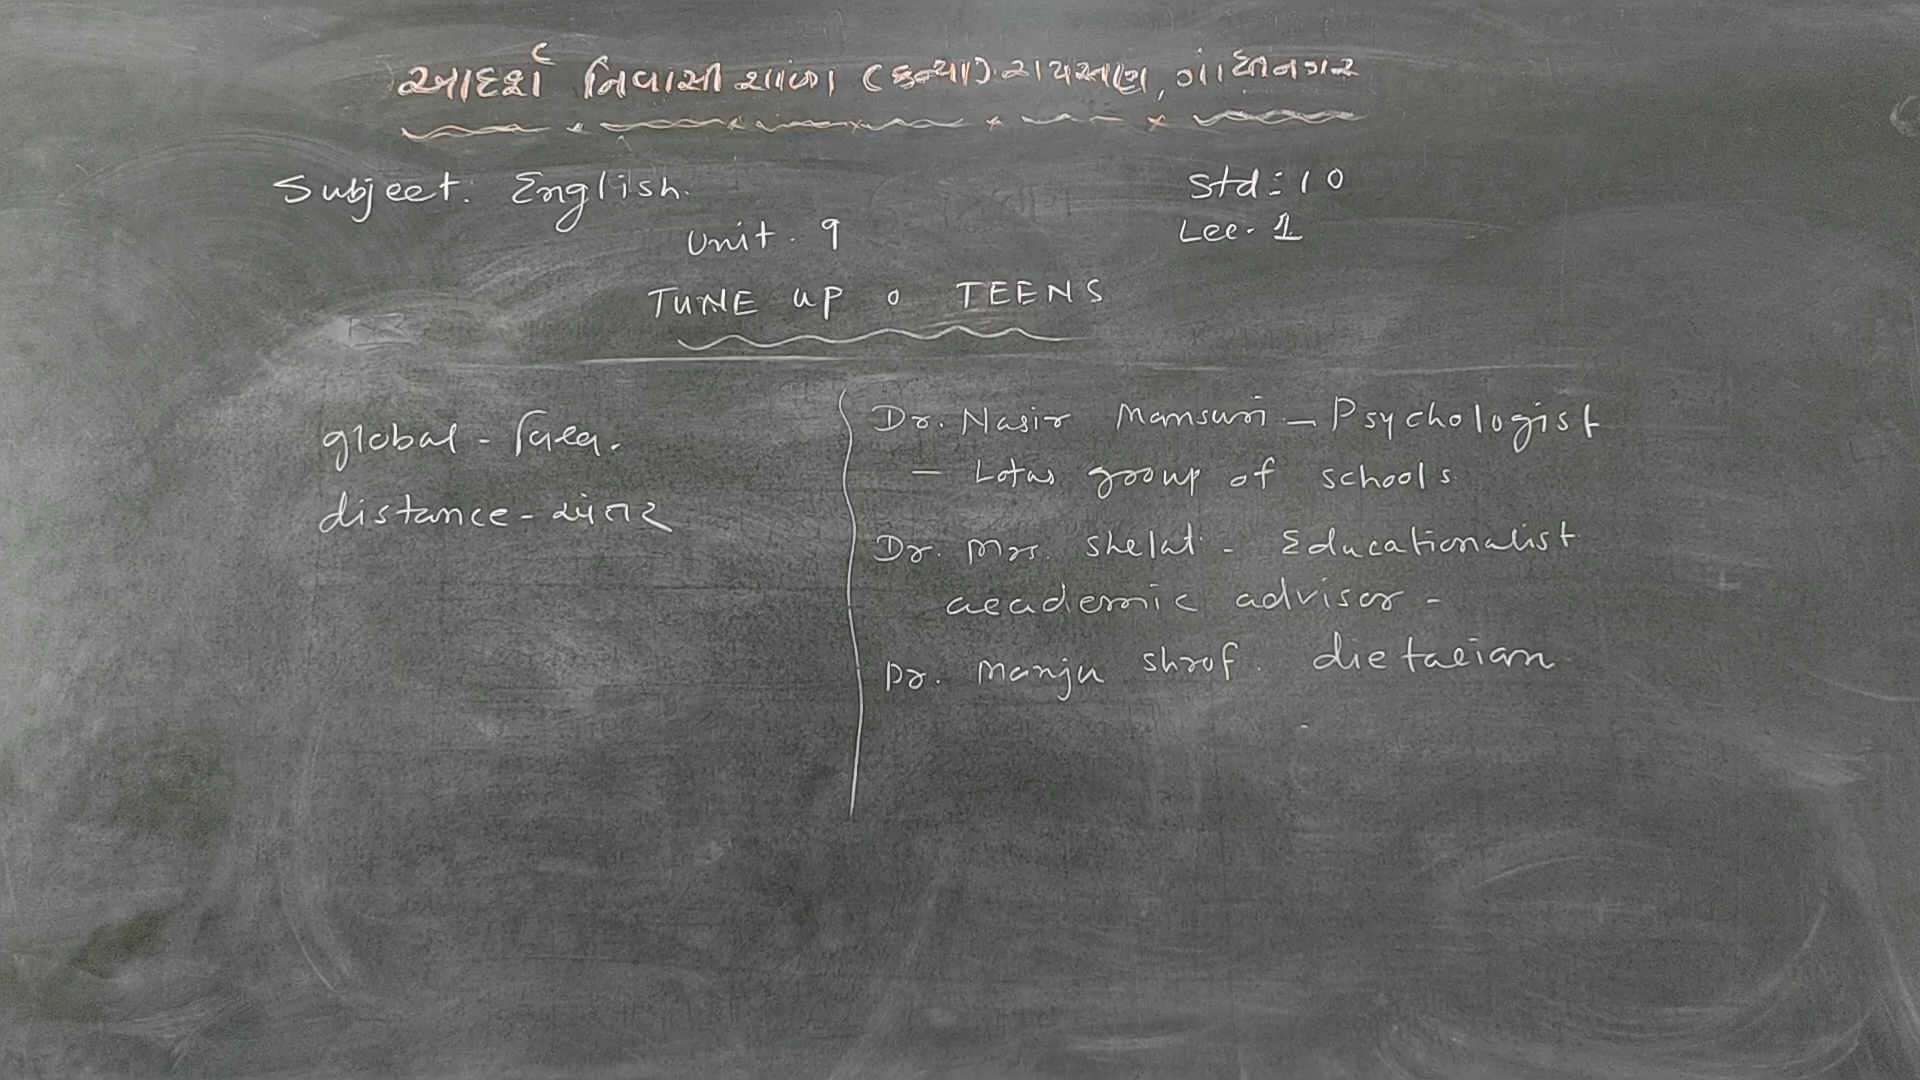 આદર્શ નિવાસી શાળા (કન્યા). રાયસણ, ગાંધીનગર
Subject: English.
Std: 10
Unit. 9
Lec. 1
TUNE UP O TEENS
global - વિશ્વ.
distance - અંતર
Dr. Nasir Mansuri - Psychologist
- Lotus group of schools
Dr. Mrs. Shelat - Educationalist
academic advisor -
Dr. Manju Shrof. dietacian